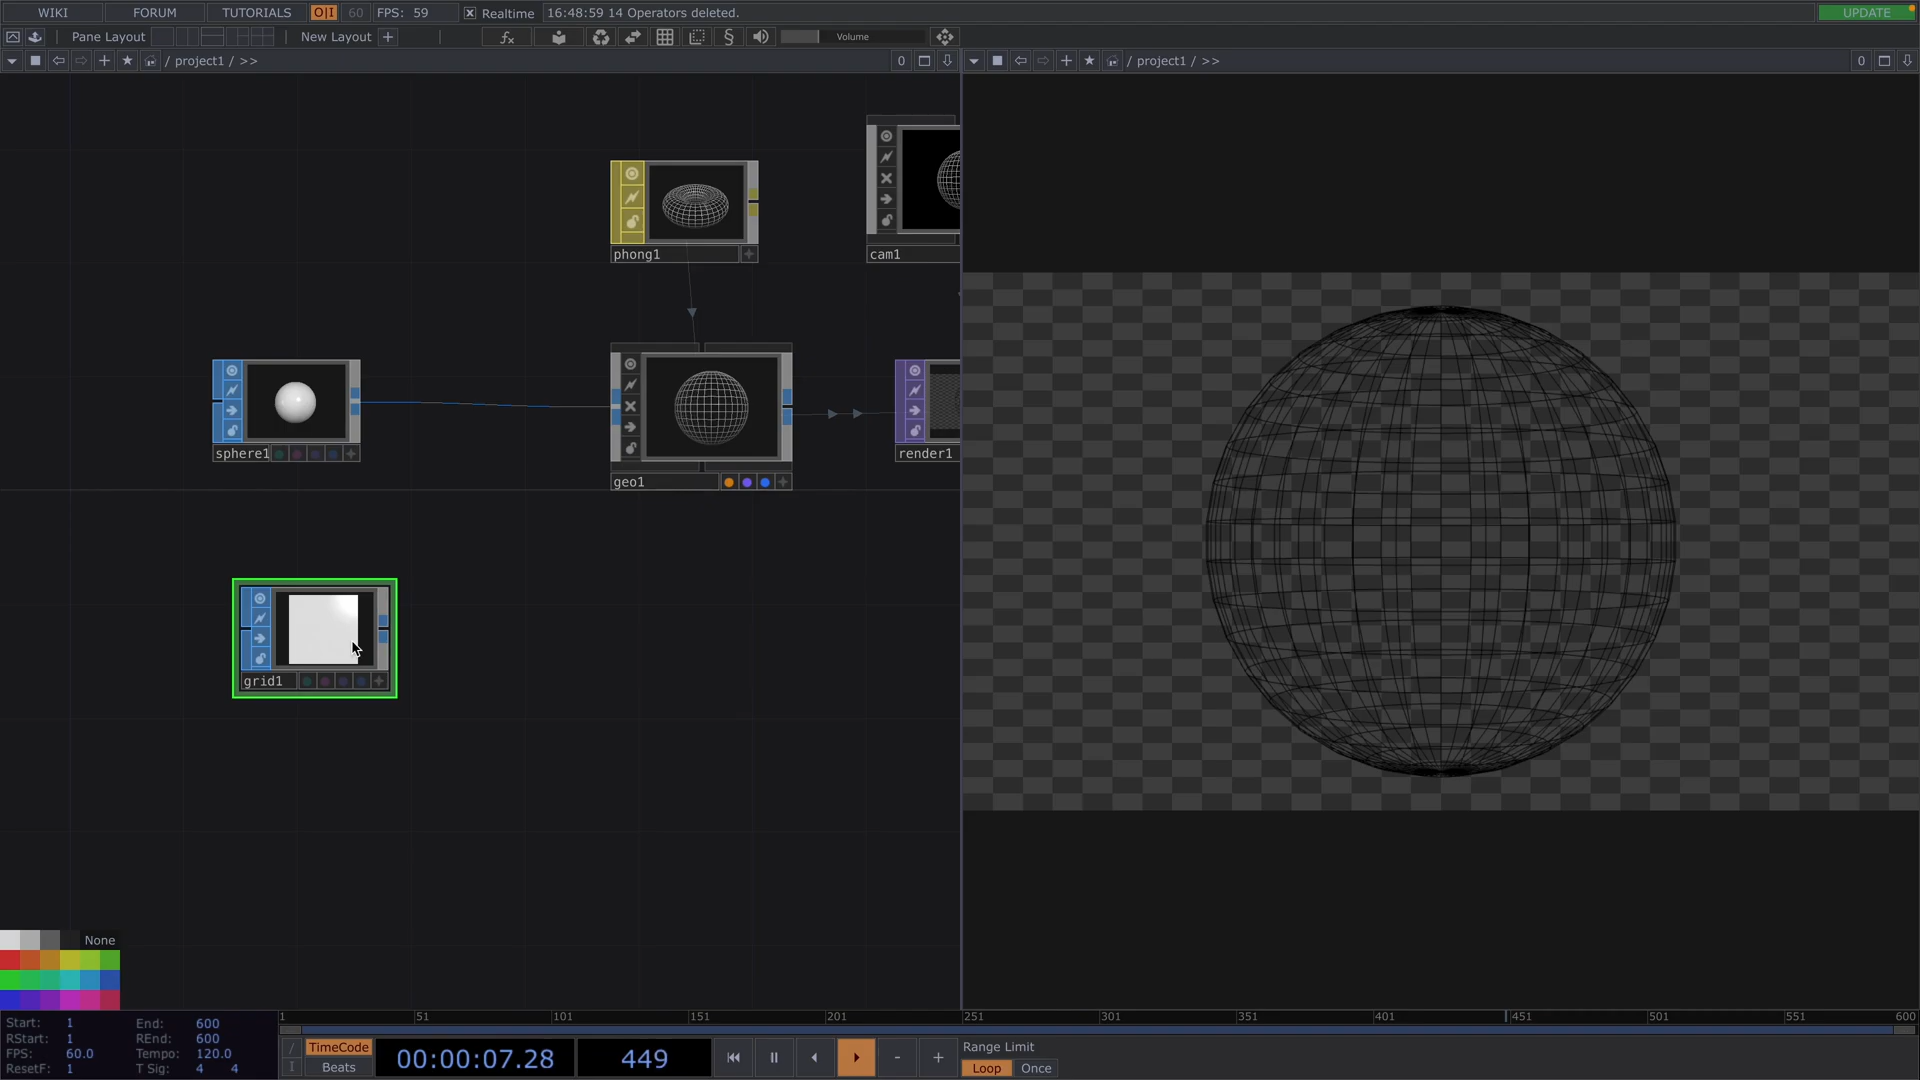 WIKI FORUM TUTORIALS O|I 60 FPS: 59 Realtime 16:48:59 14 Operators deleted. UPDATE
Pane Layout New Layout + fx § Volume
/ project1 / >> 0 / project1 / >> 0
phong1
cam1
sphere1
geo1
render1
grid1
None
1 51 101 151 201 251 301 351 401 451 501 551 600
Start: 1 End: 600
RStart: 1 REnd: 600
FPS: 60.0 Tempo: 120.0
ResetF: 1 T Sig: 4 4
TimeCode
Beats
00:00:07.28 449 - +
Range Limit
Loop Once